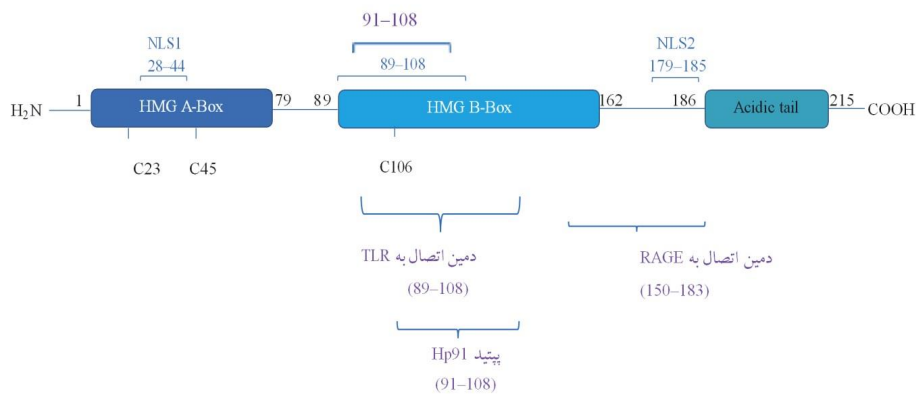 91–108
NLS1
28–44
89–108
NLS2
179–185
H₂N
1
HMG A-Box
79
89
HMG B-Box
162
186
Acidic tail
215
COOH
C23
C45
C106
دمین اتصال به TLR
(89–108)
دمین اتصال به RAGE
(150–183)
پپتید Hp91
(91–108)